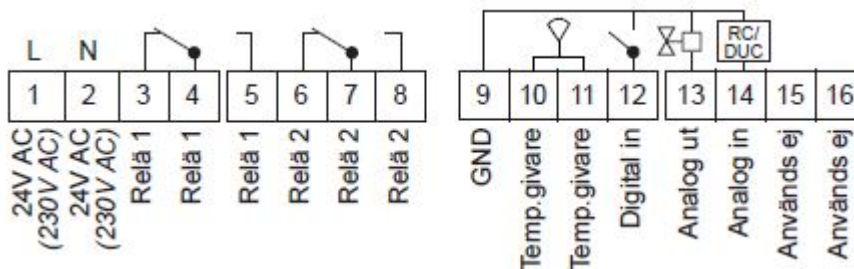 L N
RC/
DUC
1 2 3 4 5 6 7 8 9 10 11 12 13 14 15 16
24V AC
(230V AC)
24V AC
(230V AC)
Relä 1
Relä 1
Relä 1
Relä 2
Relä 2
Relä 2
GND
Temp.givare
Temp.givare
Digital in
Analog ut
Analog in
Används ej
Används ej